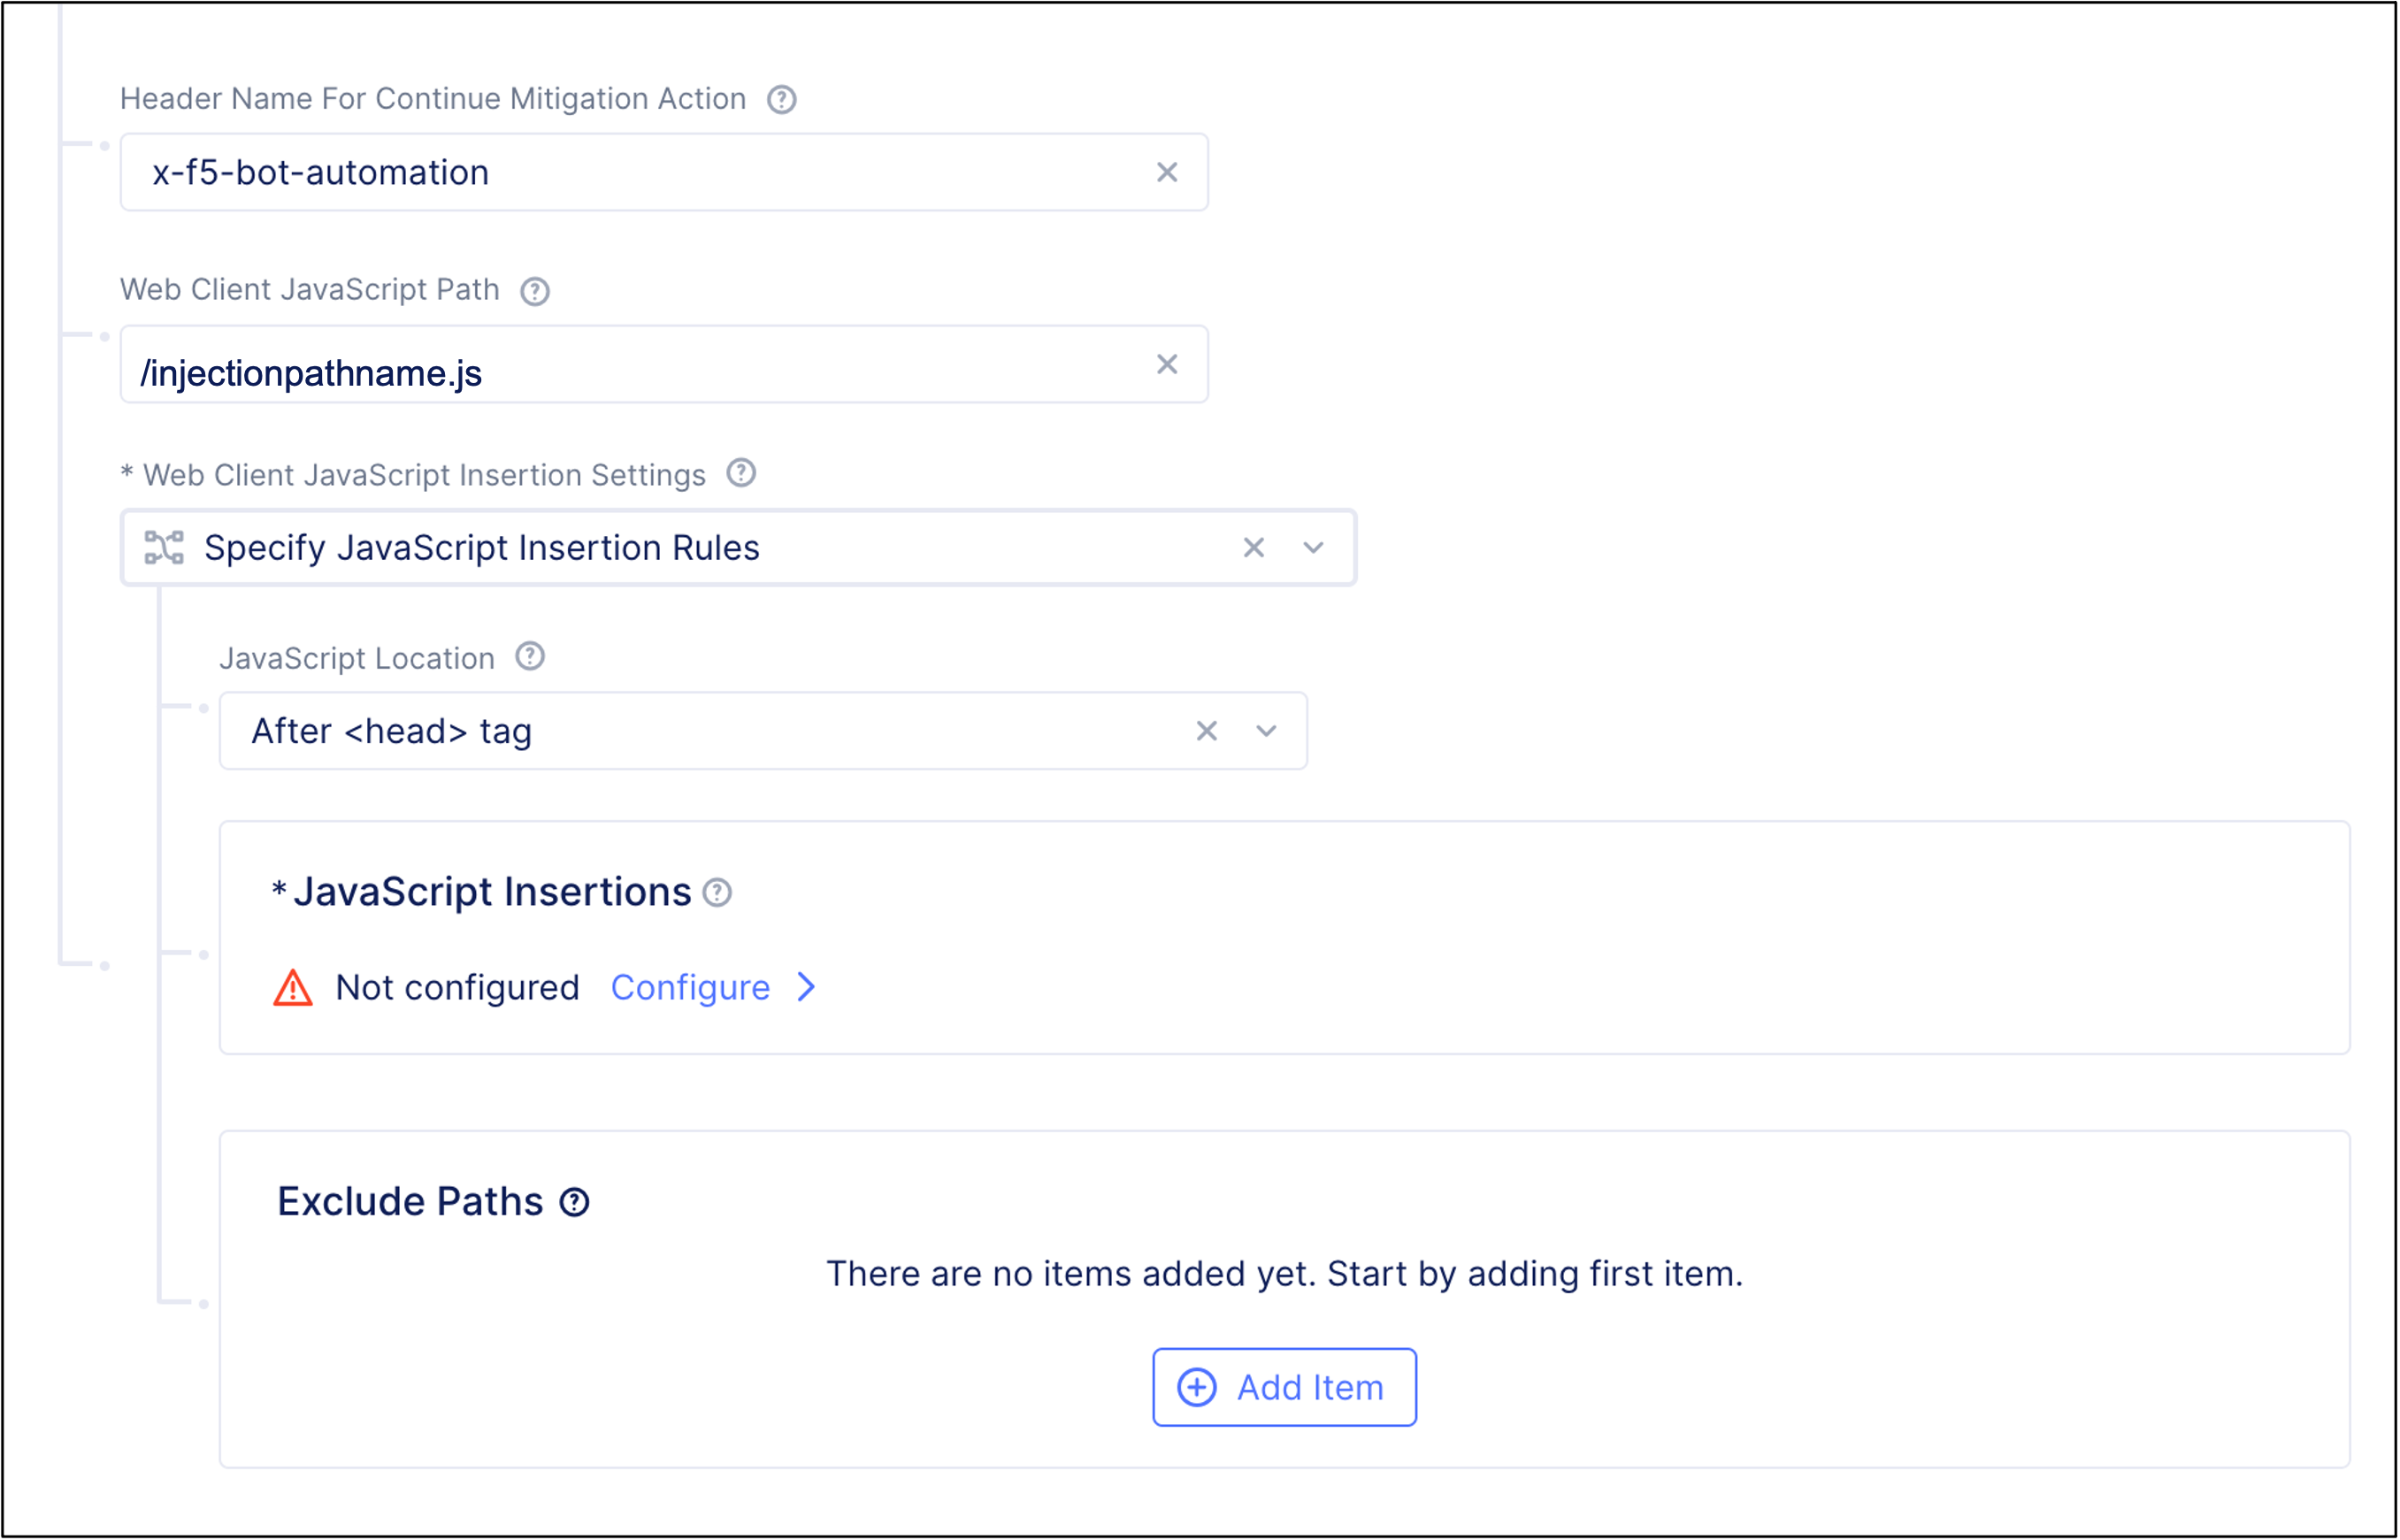 Header Name For Continue Mitigation Action
x-f5-bot-automation
Web Client JavaScript Path
/injectionpathname.js
* Web Client JavaScript Insertion Settings
Specify JavaScript Insertion Rules
JavaScript Location
After <head> tag
* JavaScript Insertions
Not configured Configure
Exclude Paths
There are no items added yet. Start by adding first item.
Add Item